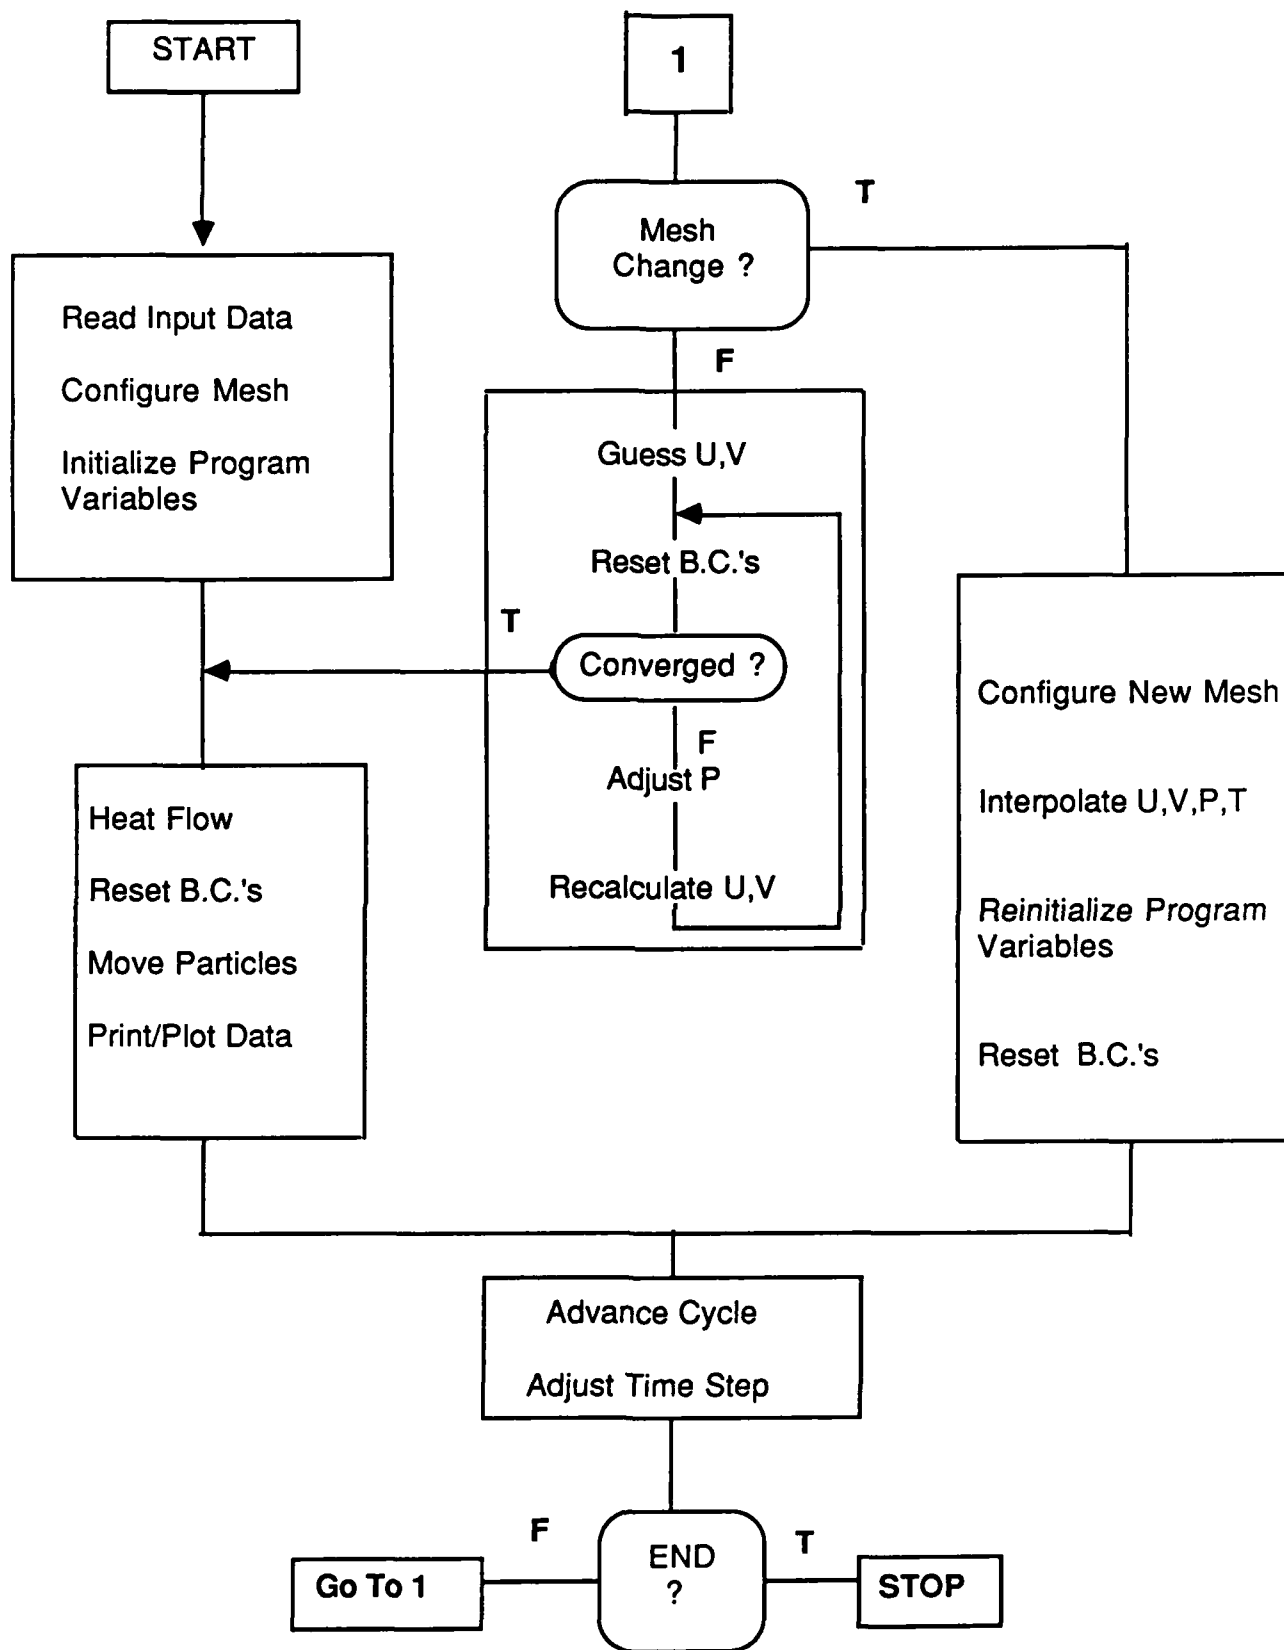 START
Read Input Data
Configure Mesh
Initialize Program
Variables
Heat Flow
Reset B.C.'s
Move Particles
Print/Plot Data
1
Mesh
Change ?
T
F
Guess U,V
Reset B.C.'s
T
Converged ?
F
Adjust P
Recalculate U,V
Configure New Mesh
Interpolate U,V,P,T
Reinitialize Program
Variables
Reset B.C.'s
Advance Cycle
Adjust Time Step
END
?
F
T
Go To 1
STOP